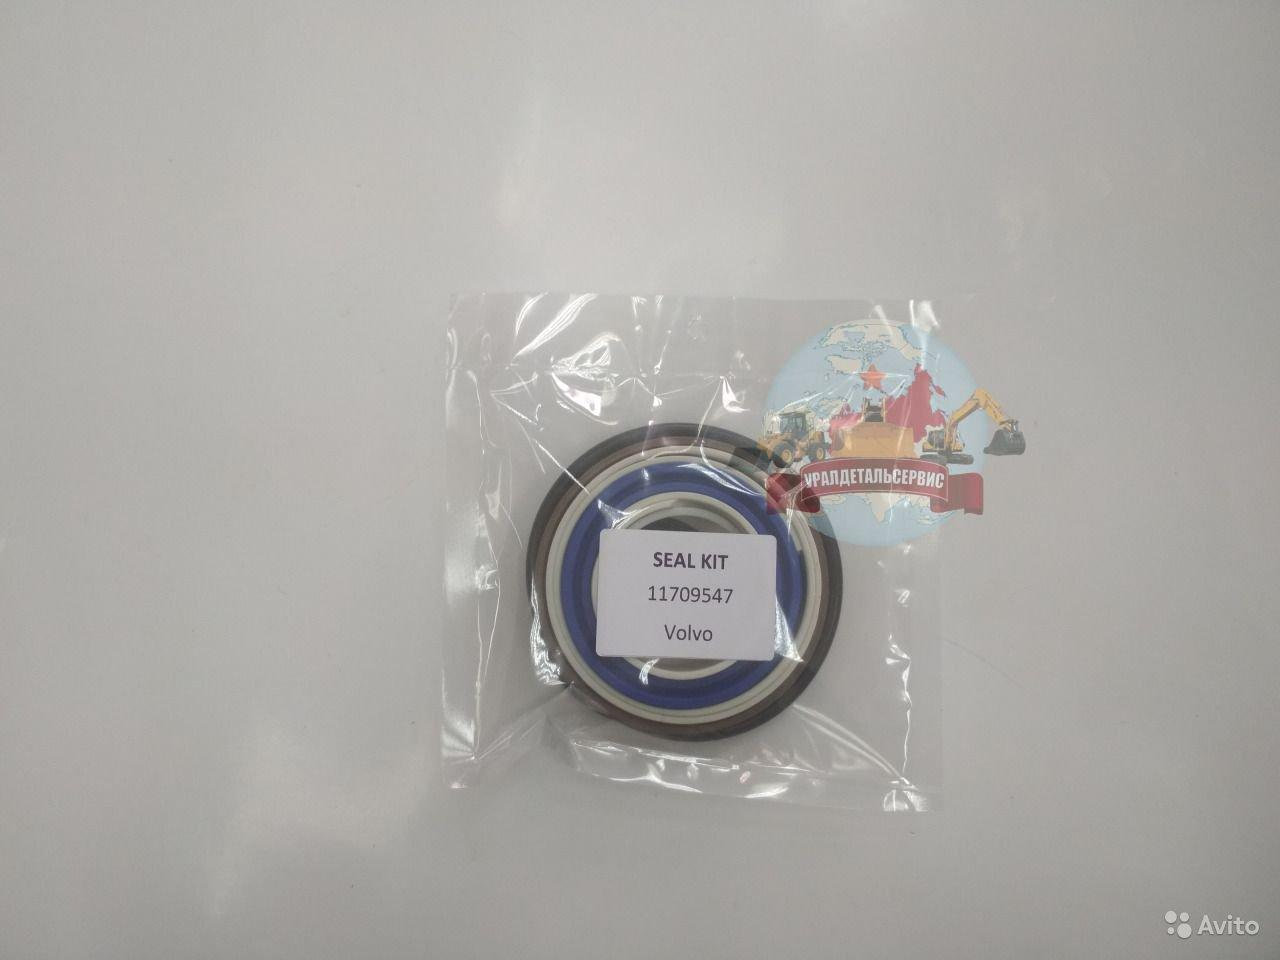 УРАЛДЕТАЛЬСЕРВИС
SEAL KIT
11709547
Volvo
Avito